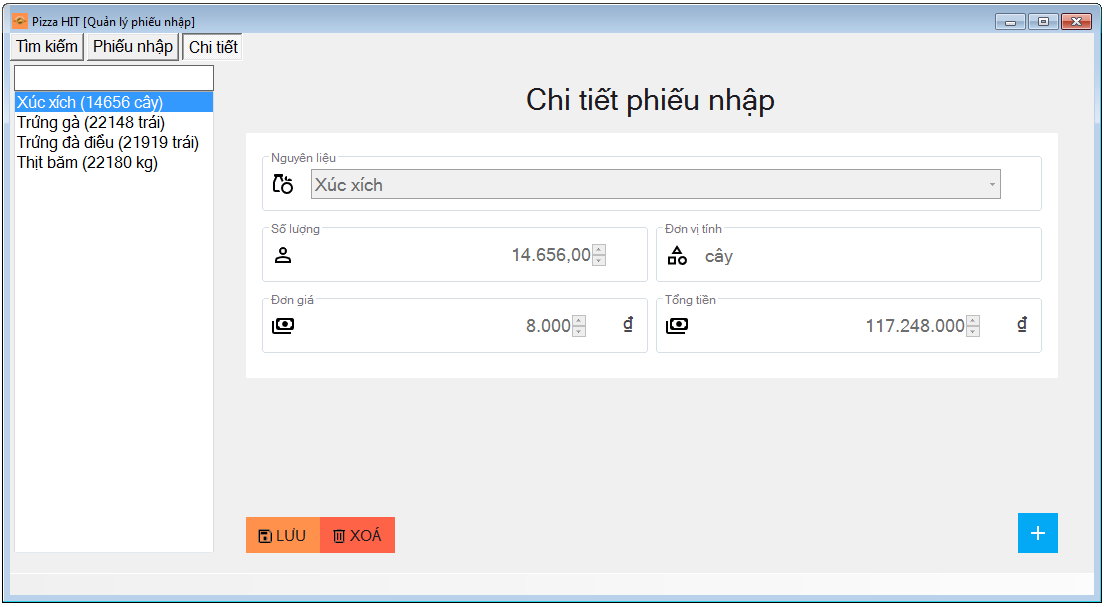 Pizza HIT [Quản lý phiếu nhập]
Tìm kiếm Phiếu nhập Chi tiết
Xúc xích (14656 cây)
Trứng gà (22148 trái)
Trứng đà điểu (21919 trái)
Thịt băm (22180 kg)
Chi tiết phiếu nhập
Nguyên liệu
Xúc xích
Số lượng
14.656,00
Đơn vị tính
cây
Đơn giá
8.000 ₫
Tổng tiền
117.248.000 ₫
LƯU XOÁ
+